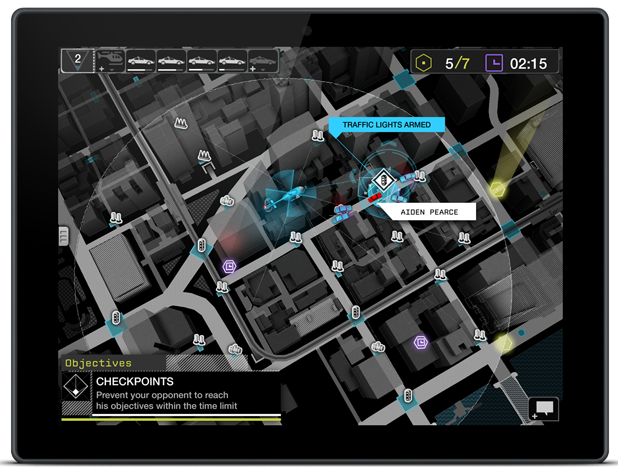 2
5/7
02:15
TRAFFIC LIGHTS ARMED
AIDEN PEARCE
Objectives
CHECKPOINTS
Prevent your opponent to reach
his objectives within the time limit